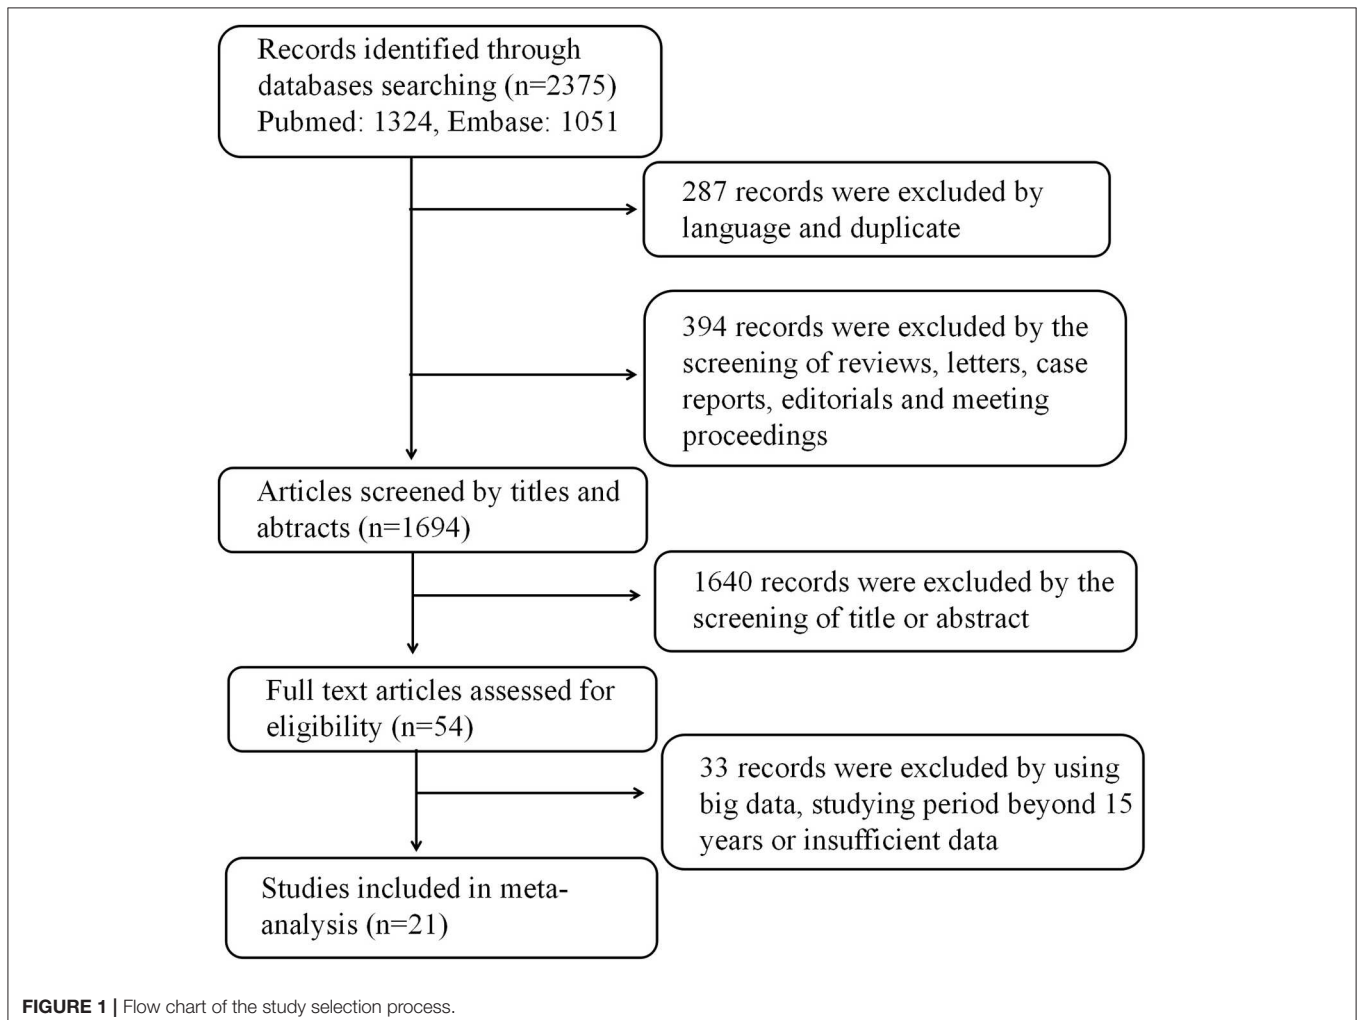 Records identified through
databases searching (n=2375)
Pubmed: 1324, Embase: 1051
287 records were excluded by
language and duplicate
394 records were excluded by the
screening of reviews, letters, case
reports, editorials and meeting
proceedings
Articles screened by titles and
abtracts (n=1694)
1640 records were excluded by the
screening of title or abstract
Full text articles assessed for
eligibility (n=54)
33 records were excluded by using
big data, studying period beyond 15
years or insufficient data
Studies included in meta-
analysis (n=21)
FIGURE 1 | Flow chart of the study selection process.